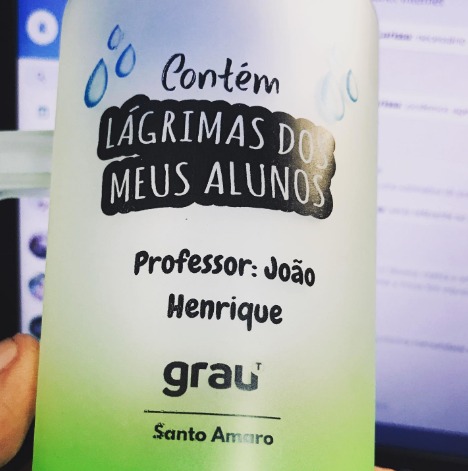 Contém
LÁGRIMAS DOS
MEUS ALUNOS
Professor: João
Henrique
grau T
Santo Amaro